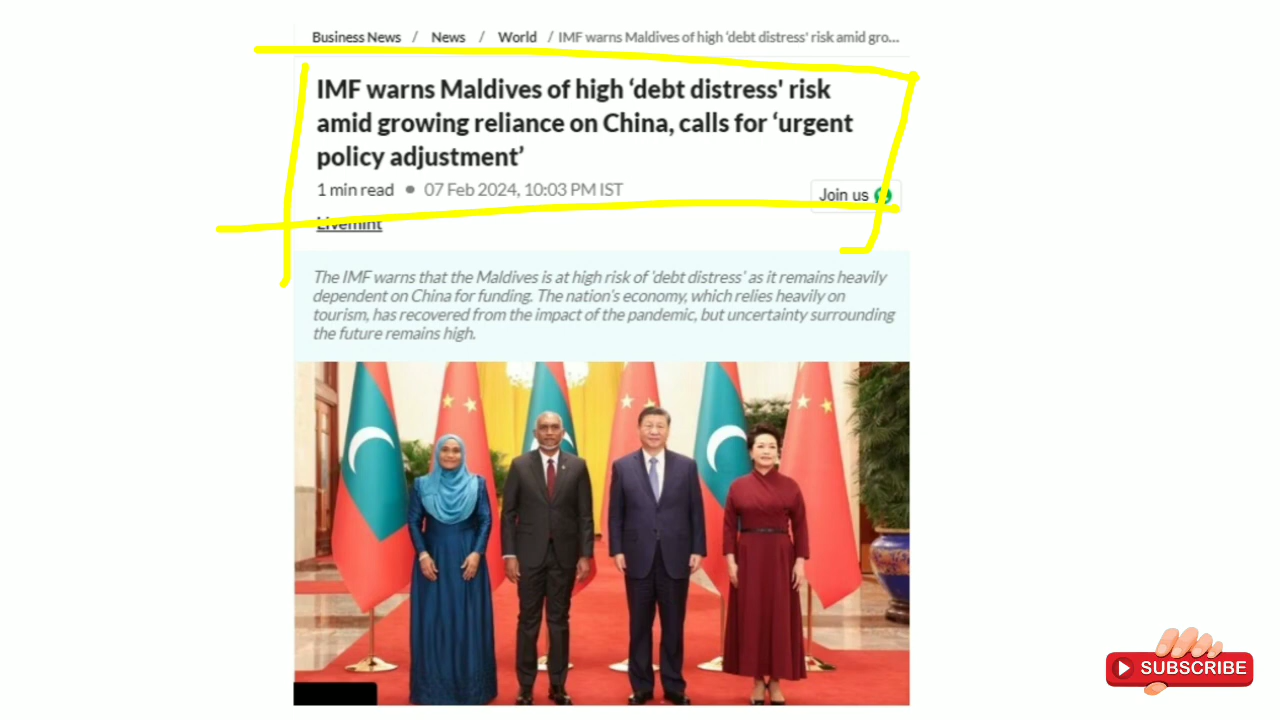 Business News / News / World / IMF warns Maldives of high ‘debt distress' risk amid gro...
IMF warns Maldives of high ‘debt distress' risk
amid growing reliance on China, calls for ‘urgent
policy adjustment’
1 min read • 07 Feb 2024, 10:03 PM IST
Join us
Livemint
The IMF warns that the Maldives is at high risk of 'debt distress' as it remains heavily
dependent on China for funding. The nation's economy, which relies heavily on
tourism, has recovered from the impact of the pandemic, but uncertainty surrounding
the future remains high.
SUBSCRIBE